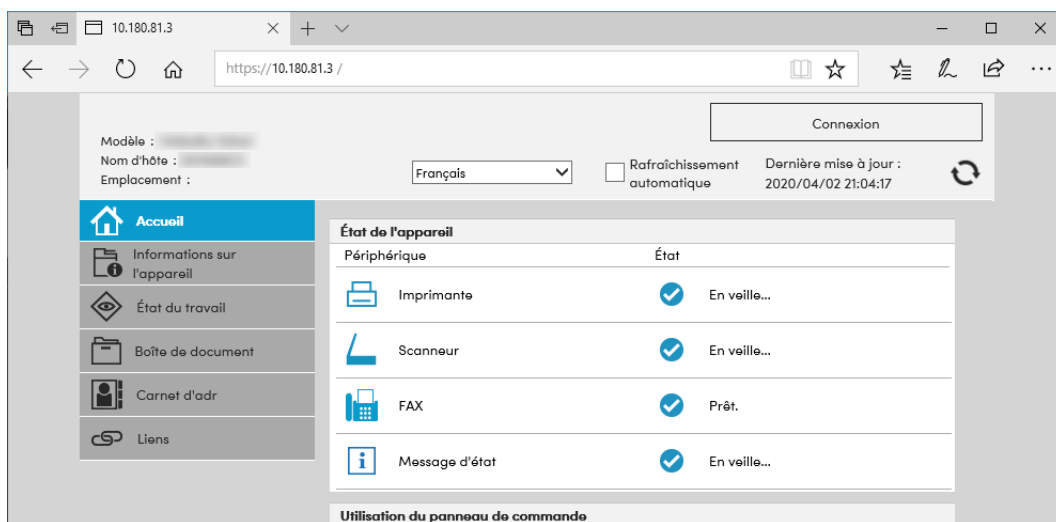 10.180.81.3
https://10.180.81.3 /
Connexion
Modèle :
Nom d'hôte :
Emplacement :
Français
Rafraîchissement
automatique
Dernière mise à jour :
2020/04/02 21:04:17
Accueil
Informations sur
l'appareil
État du travail
Boîte de document
Carnet d'adr
Liens
État de l'appareil
Périphérique État
Imprimante En veille...
Scanneur En veille...
FAX Prêt.
Message d'état En veille...
Utilisation du panneau de commande